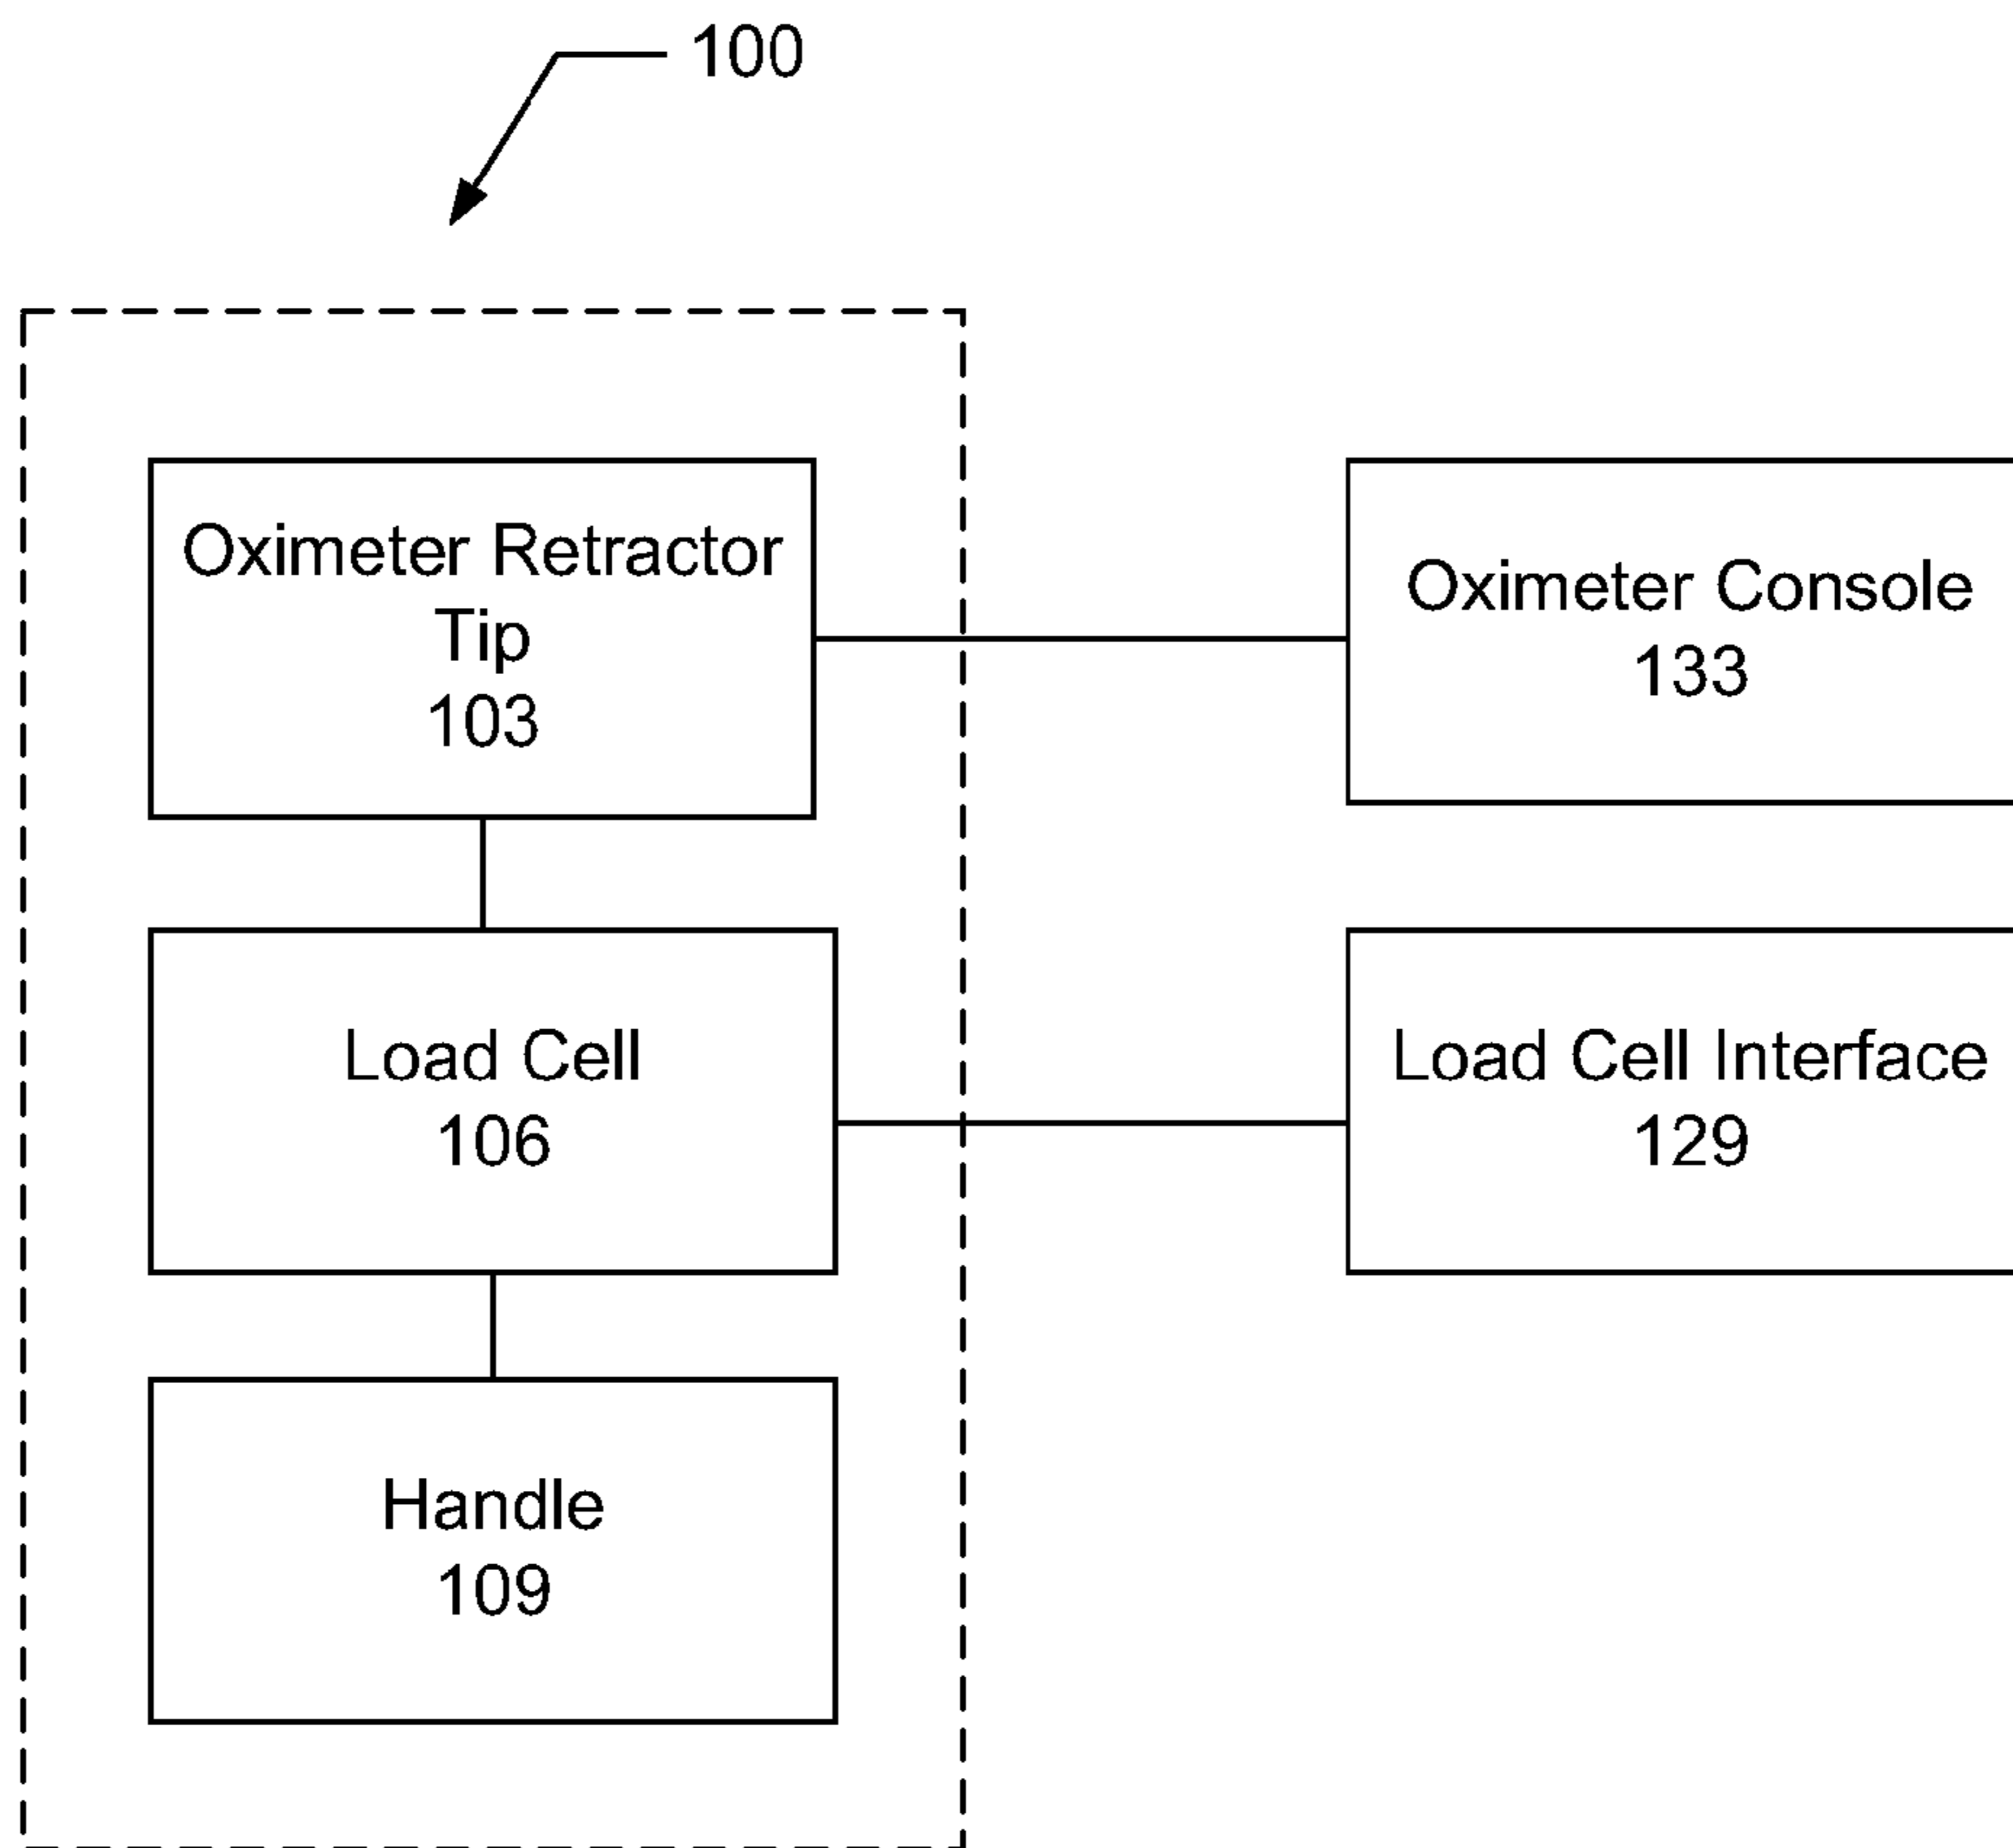 100
Oximeter Retractor
Tip
103
Oximeter Console
133
Load Cell
106
Load Cell Interface
129
Handle
109